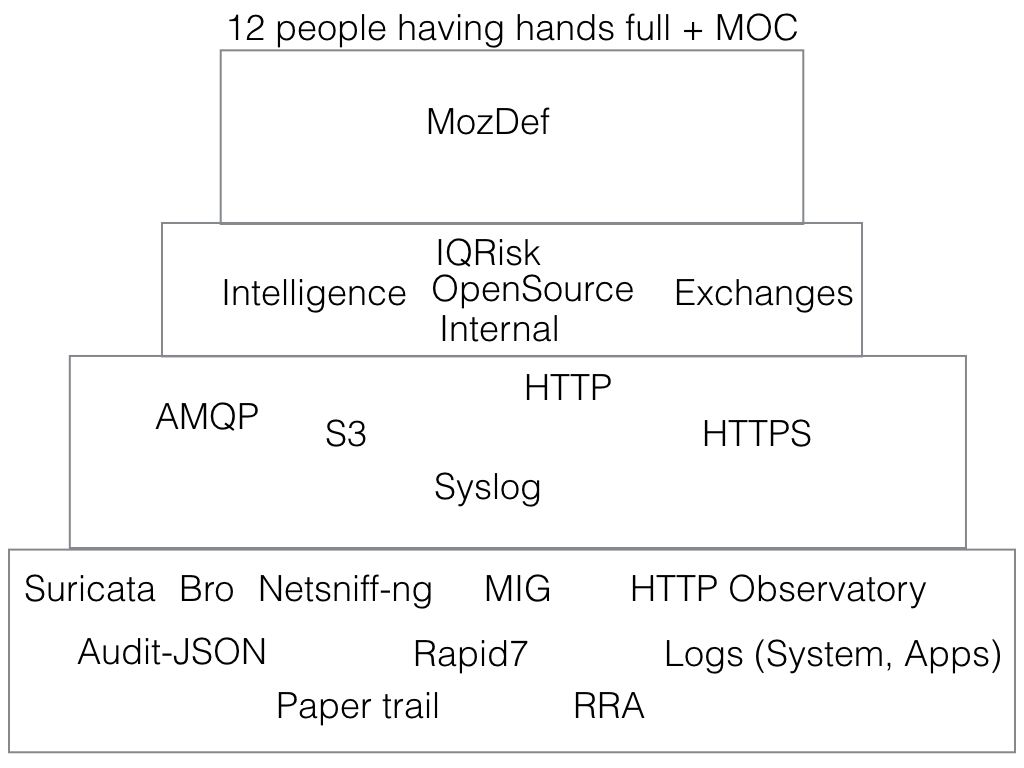 12 people having hands full + MOC
MozDef
IQRisk
Intelligence OpenSource Exchanges
Internal
HTTP
AMQP
S3 HTTPS
Syslog
Suricata Bro Netsniff-ng MIG HTTP Observatory
Audit-JSON Rapid7 Logs (System, Apps)
Paper trail RRA